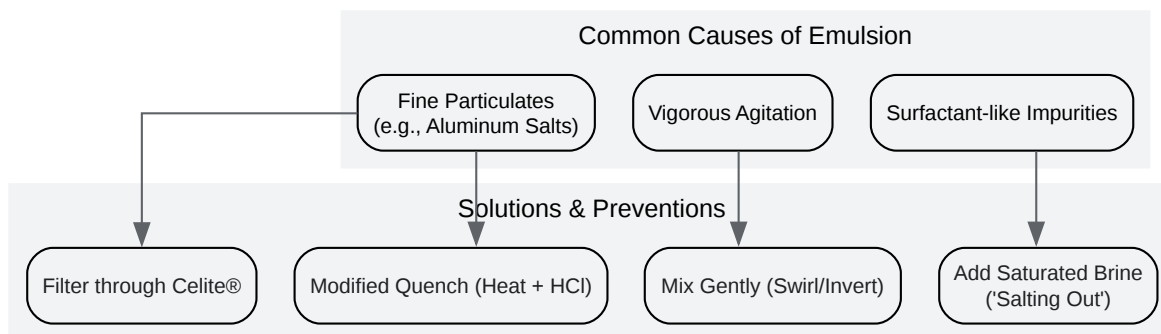 Common Causes of Emulsion
Fine Particulates
(e.g., Aluminum Salts)
Vigorous Agitation
Surfactant-like Impurities
Solutions & Preventions
Filter through Celite®
Modified Quench (Heat + HCl)
Mix Gently (Swirl/Invert)
Add Saturated Brine
('Salting Out')